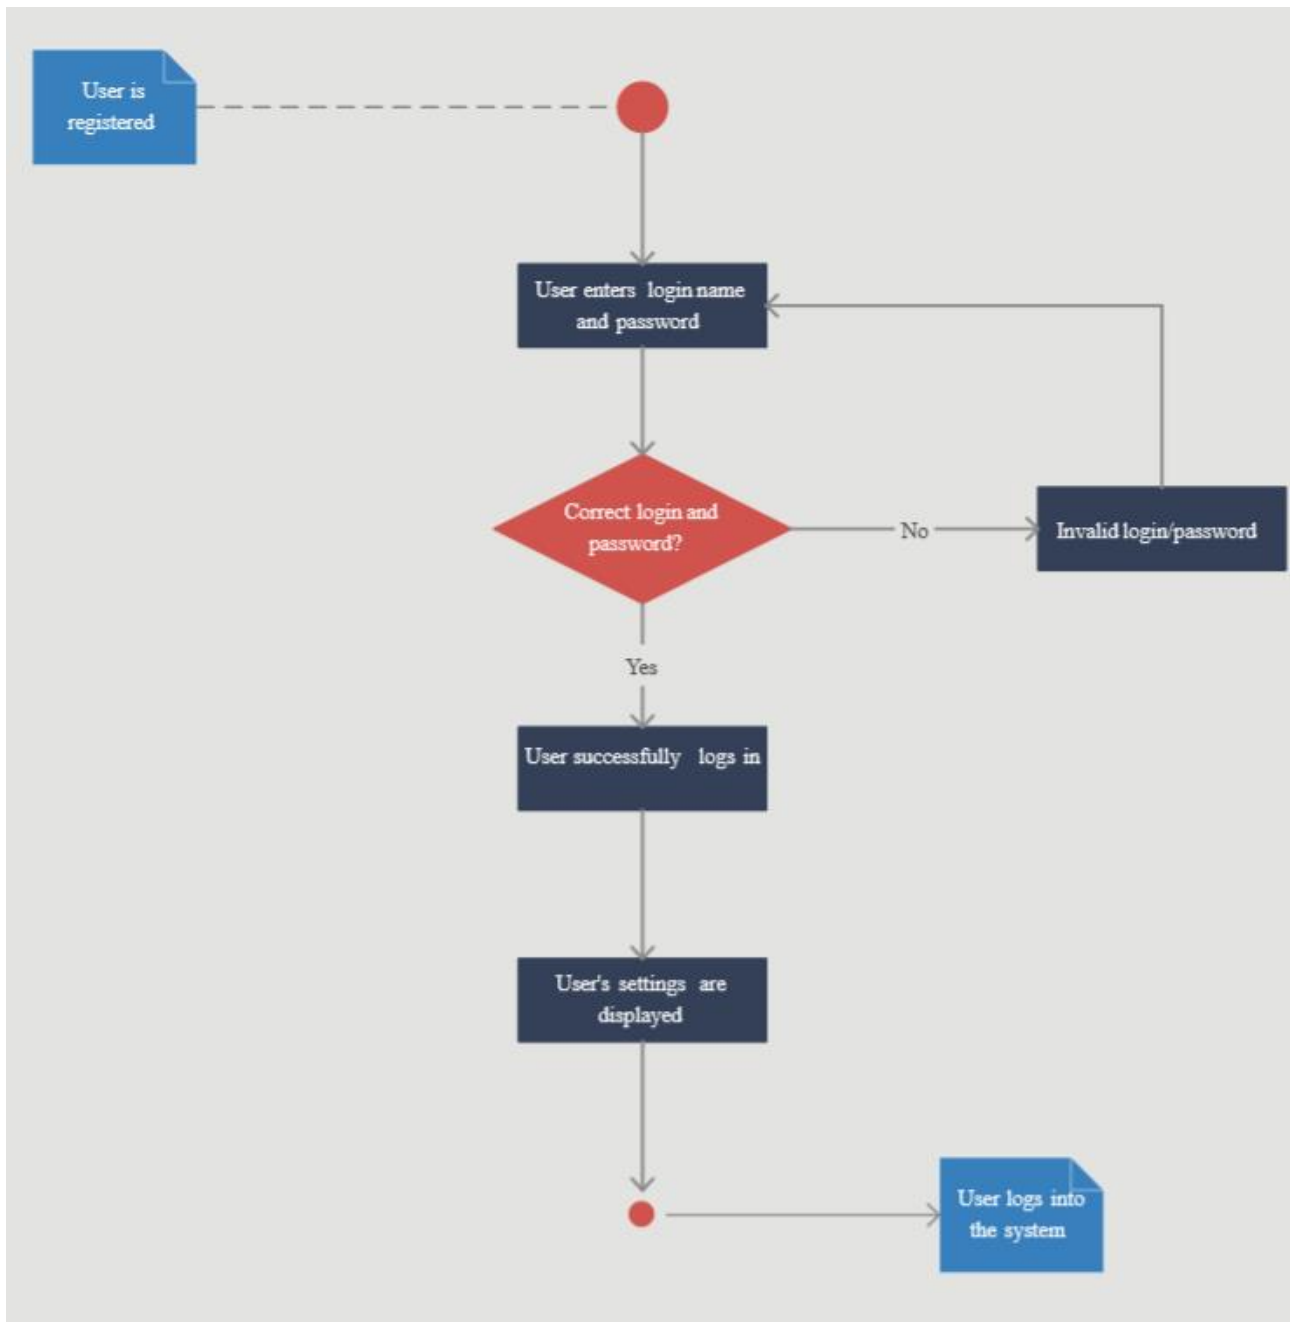 User is
registered
User enters login name
and password
Correct login and
password?
No
Invalid login/password
Yes
User successfully logs in
User's settings are
displayed
User logs into
the system